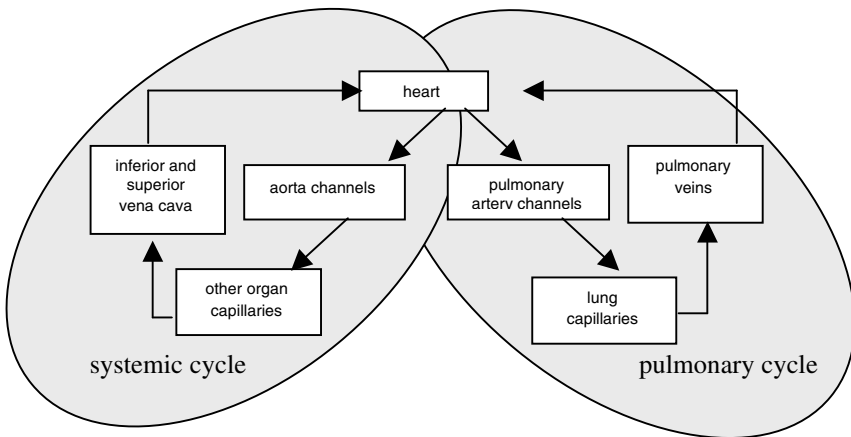 heart
inferior and
superior
vena cava
aorta channels
pulmonary
arterv channels
pulmonary
veins
other organ
capillaries
lung
capillaries
systemic cycle
pulmonary cycle